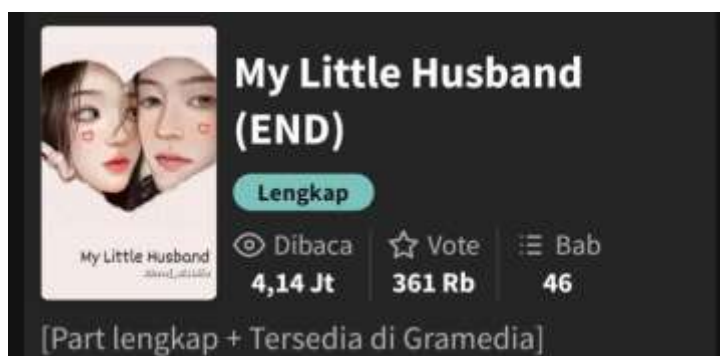 My Little Husband
(END)
Lengkap
Dibaca
Vote
Bab
4,14 Jt
361 Rb
46
My Little Husband
[Part lengkap + Tersedia di Gramedia]